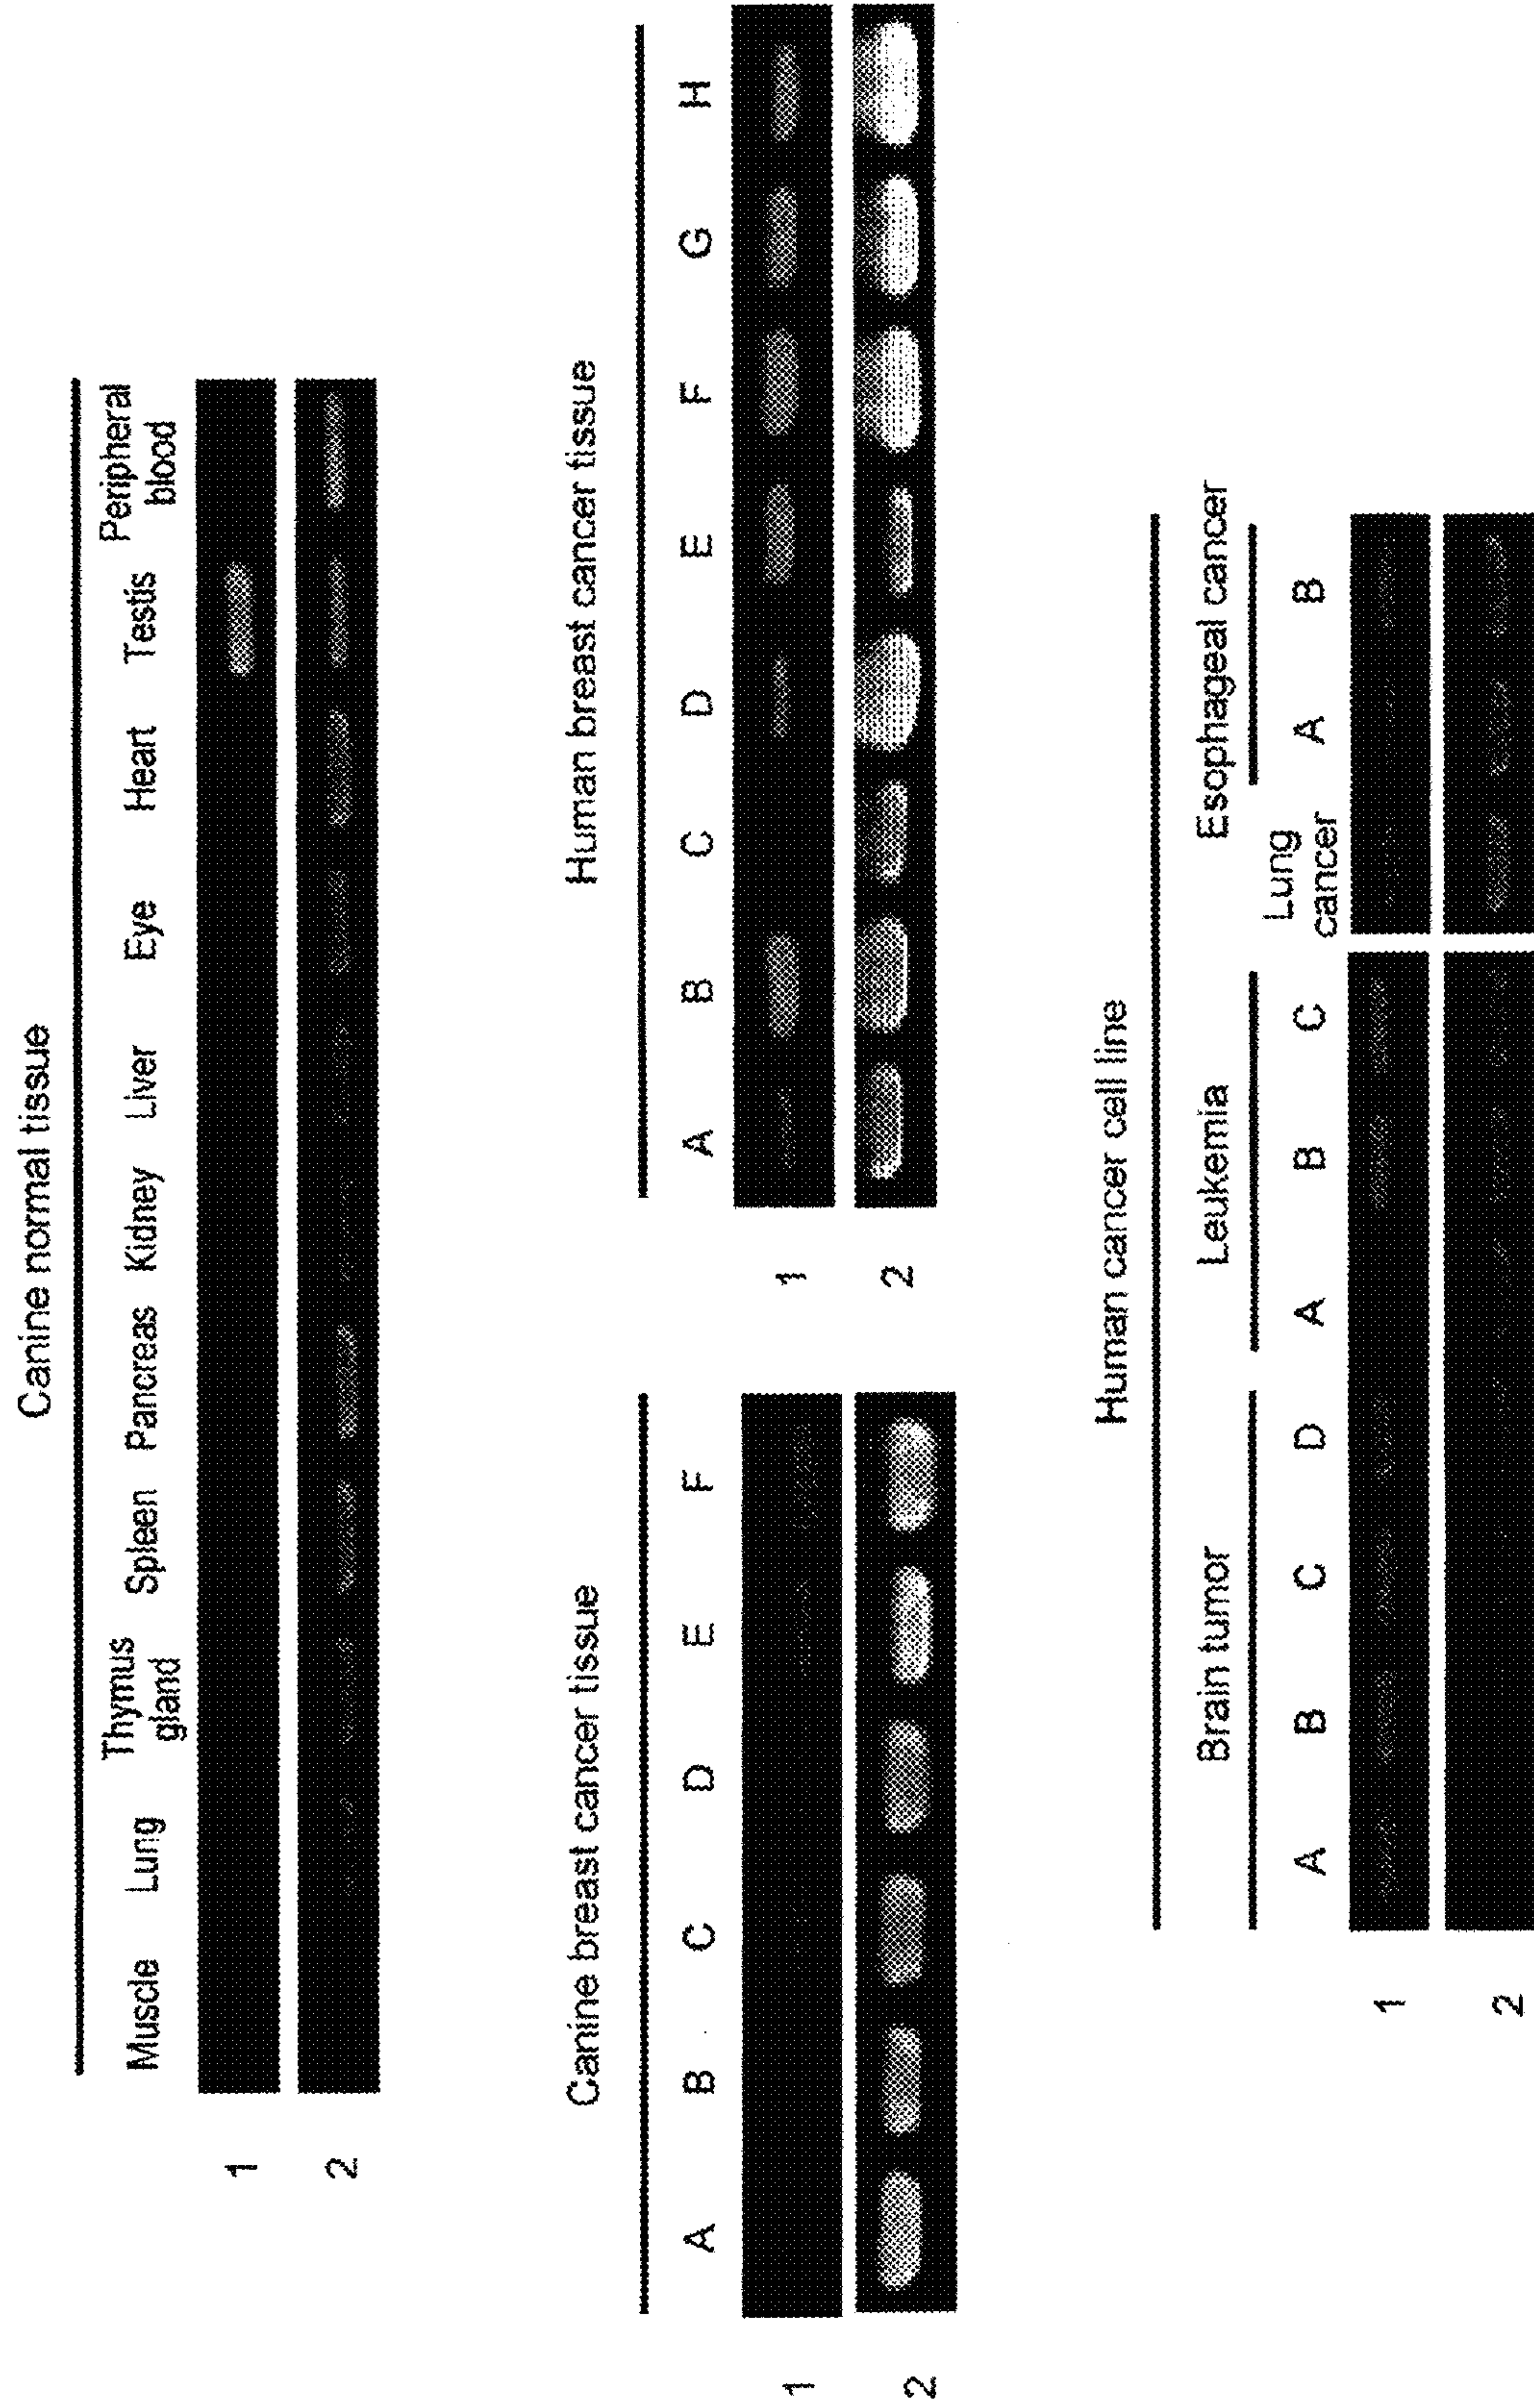 Canine normal tissue
Muscle Lung Thymus gland Spleen Pancreas Kidney Liver Eye Heart Testis Peripheral blood
1
2
Canine breast cancer tissue
A B C D E F
1
2
Human breast cancer tissue
A B C D E F G H
1
2
Human cancer cell line
Brain tumor Leukemia Lung cancer Esophageal cancer
A B C D A B C A B
1
2